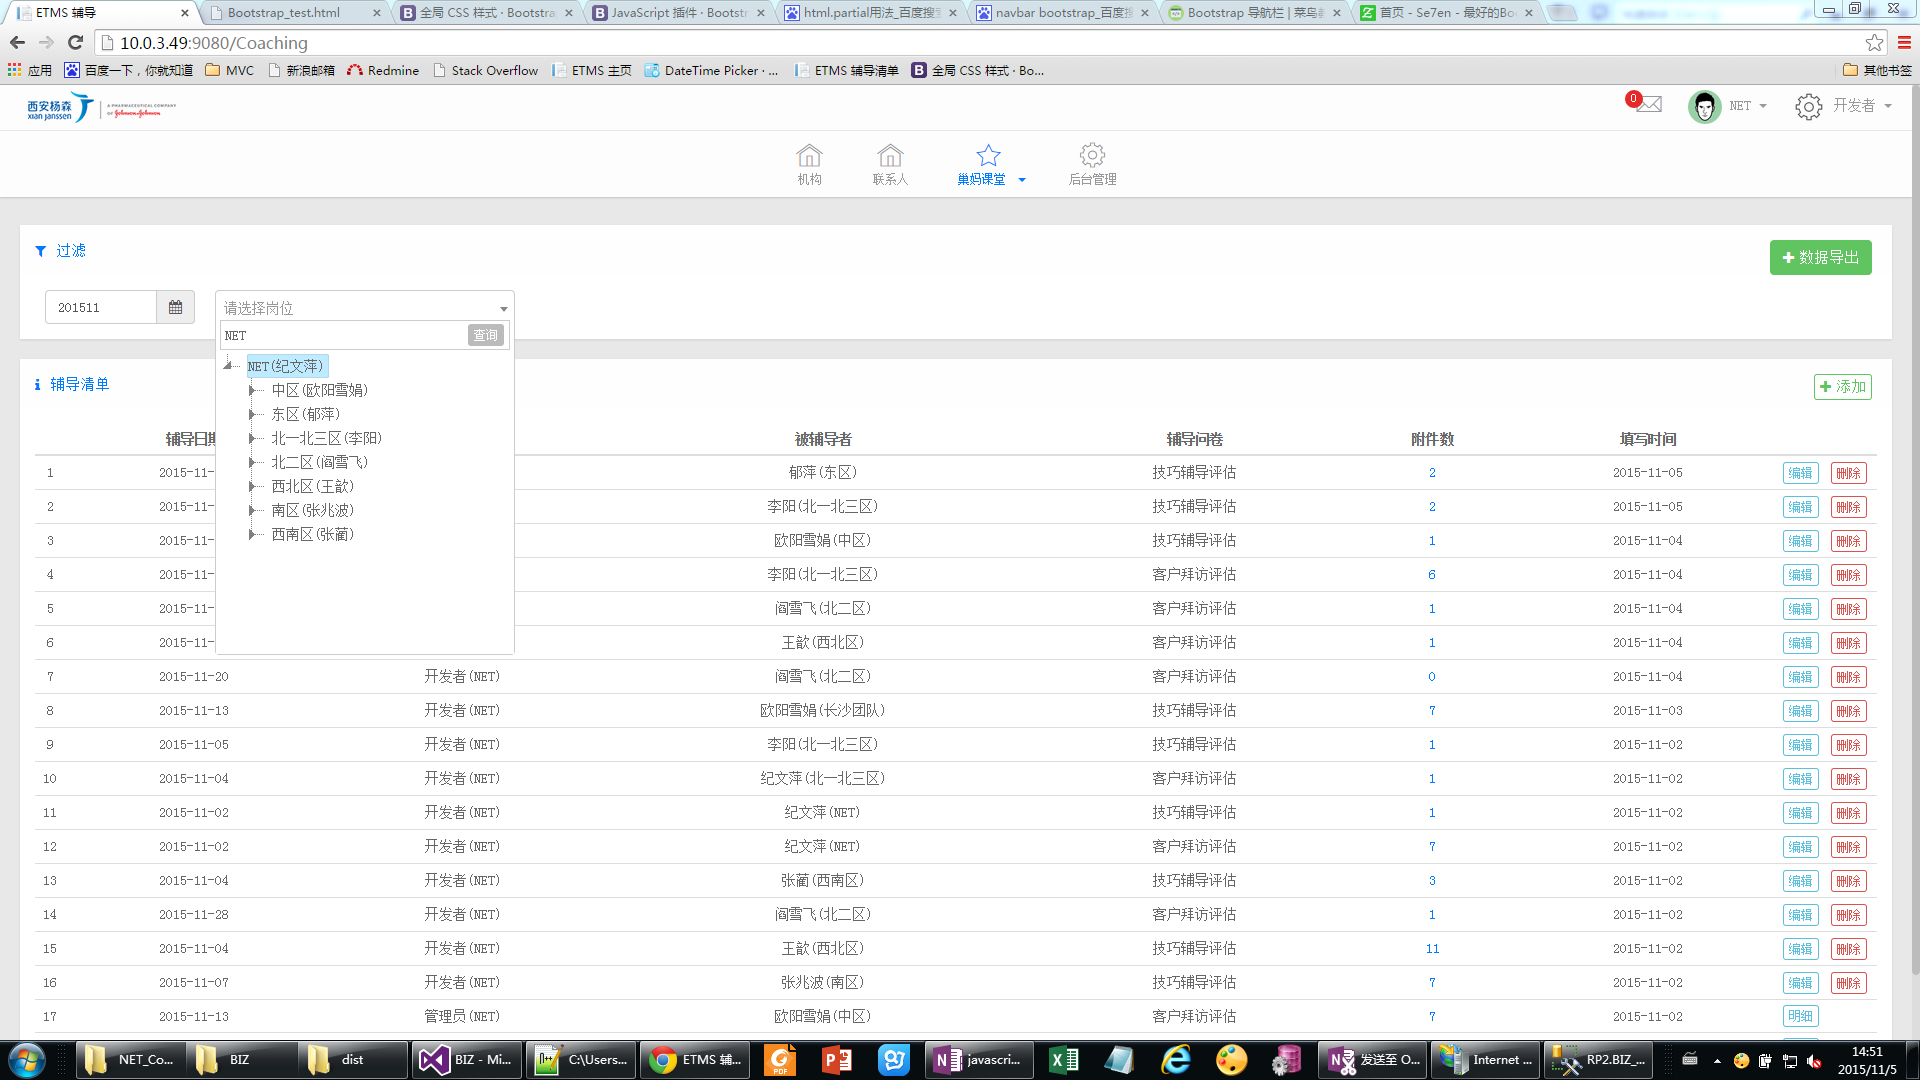 ETMS 辅导
Bootstrap_test.html
全局 CSS 样式 · Bootstra
JavaScript 插件 · Bootst
html.partial用法_百度搜
navbar bootstrap_百度
Bootstrap 导航栏 | 菜鸟
首页 - Se7en - 最好的Bo
10.0.3.49:9080/Coaching
应用
百度一下，你就知道
MVC
新浪邮箱
Redmine
Stack Overflow
ETMS 主页
DateTime Picker · ...
ETMS 辅导清单
全局 CSS 样式 · Bo...
其他书签
西安杨森
xian janssen
A PHARMACEUTICAL COMPANY
OF Johnson & Johnson
0
NET
开发者
机构
联系人
巢妈课堂
后台管理
过滤
数据导出
201511
请选择岗位
NET
查询
NET(纪文萍)
中区(欧阳雪娟)
东区(郁萍)
北一北三区(李阳)
北二区(阎雪飞)
西北区(王歆)
南区(张兆波)
西南区(张蔺)
辅导清单
添加
辅导日期 被辅导者 辅导问卷 附件数 填写时间
1 2015-11- 郁萍(东区) 技巧辅导评估 2 2015-11-05 编辑 删除
2 2015-11- 李阳(北一北三区) 技巧辅导评估 2 2015-11-05 编辑 删除
3 2015-11- 欧阳雪娟(中区) 技巧辅导评估 1 2015-11-04 编辑 删除
4 2015-11- 李阳(北一北三区) 客户拜访评估 6 2015-11-04 编辑 删除
5 2015-11- 阎雪飞(北二区) 客户拜访评估 1 2015-11-04 编辑 删除
6 2015-11- 王歆(西北区) 客户拜访评估 1 2015-11-04 编辑 删除
7 2015-11-20 开发者(NET) 阎雪飞(北二区) 客户拜访评估 0 2015-11-04 编辑 删除
8 2015-11-13 开发者(NET) 欧阳雪娟(长沙团队) 技巧辅导评估 7 2015-11-03 编辑 删除
9 2015-11-05 开发者(NET) 李阳(北一北三区) 技巧辅导评估 1 2015-11-02 编辑 删除
10 2015-11-04 开发者(NET) 纪文萍(北一北三区) 客户拜访评估 1 2015-11-02 编辑 删除
11 2015-11-02 开发者(NET) 纪文萍(NET) 技巧辅导评估 1 2015-11-02 编辑 删除
12 2015-11-02 开发者(NET) 纪文萍(NET) 客户拜访评估 7 2015-11-02 编辑 删除
13 2015-11-04 开发者(NET) 张蔺(西南区) 技巧辅导评估 3 2015-11-02 编辑 删除
14 2015-11-28 开发者(NET) 阎雪飞(北二区) 客户拜访评估 1 2015-11-02 编辑 删除
15 2015-11-04 开发者(NET) 王歆(西北区) 技巧辅导评估 11 2015-11-02 编辑 删除
16 2015-11-07 开发者(NET) 张兆波(南区) 技巧辅导评估 7 2015-11-02 编辑 删除
17 2015-11-13 管理员(NET) 欧阳雪娟(中区) 客户拜访评估 7 2015-11-02 明细
NET_Co...
BIZ
dist
BIZ - Mi...
C:\Users...
ETMS 辅...
PDF
javascri...
发送至 O...
Internet ...
RP2.BIZ_...
14:51
2015/11/5